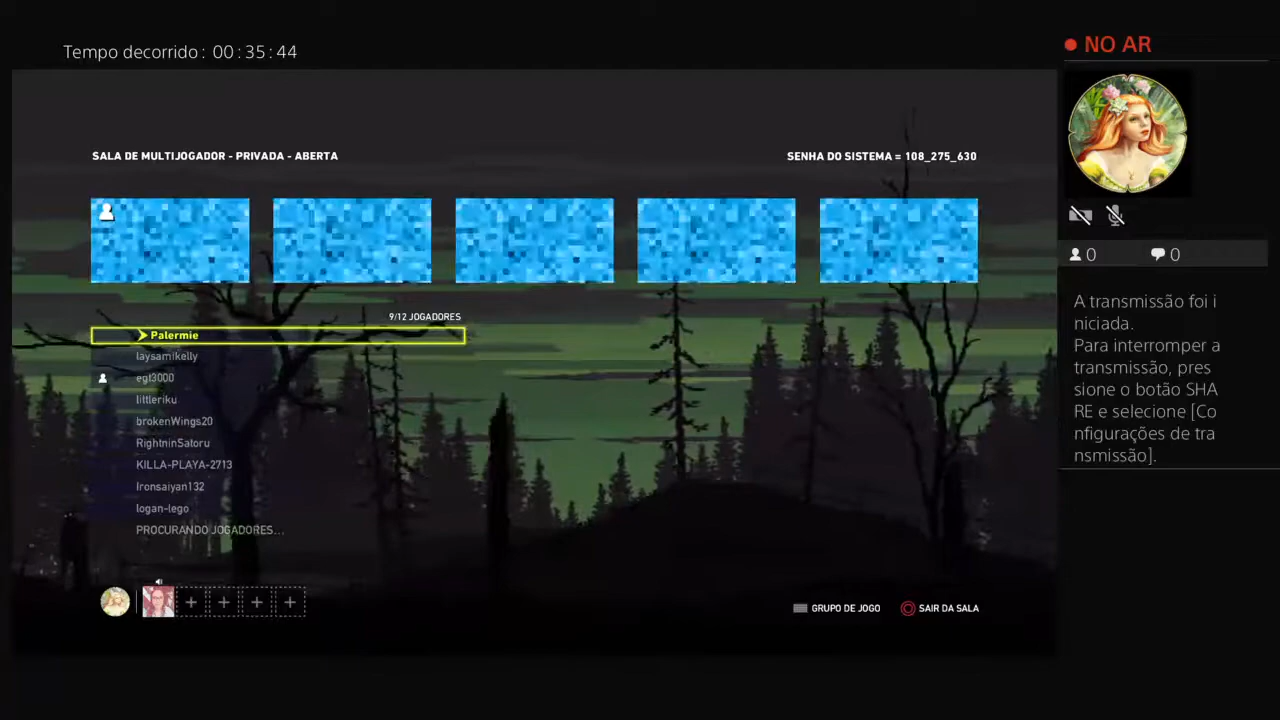 Tempo decorrido: 00:35:44
NO AR
SALA DE MULTIJOGADOR - PRIVADA - ABERTA
SENHA DO SISTEMA = 108_275_630
0
0
9/12 JOGADORES
Palermie
laysamikelly
egl3000
littleriku
brokenWings20
RightninSatoru
KILLA-PLAYA-2713
Ironsaiyan132
logan-lego
PROCURANDO JOGADORES...
GRUPO DE JOGO
SAIR DA SALA
A transmissão foi i
niciada.
Para interromper a
transmissão, pres
sione o botão SHA
RE e selecione [Co
nfigurações de tra
nsmissão].